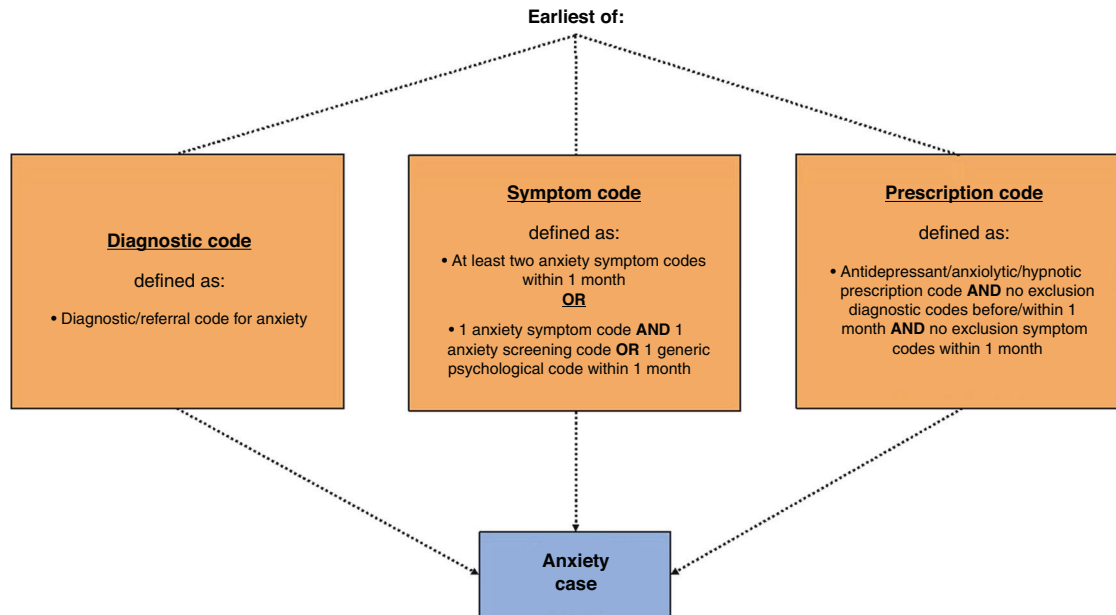 Earliest of:
Diagnostic code
defined as:
• Diagnostic/referral code for anxiety
Symptom code
defined as:
• At least two anxiety symptom codes
within 1 month
OR
• 1 anxiety symptom code AND 1
anxiety screening code OR 1 generic
psychological code within 1 month
Prescription code
defined as:
• Antidepressant/anxiolytic/hypnotic
prescription code AND no exclusion
diagnostic codes before/within 1
month AND no exclusion symptom
codes within 1 month
Anxiety
case